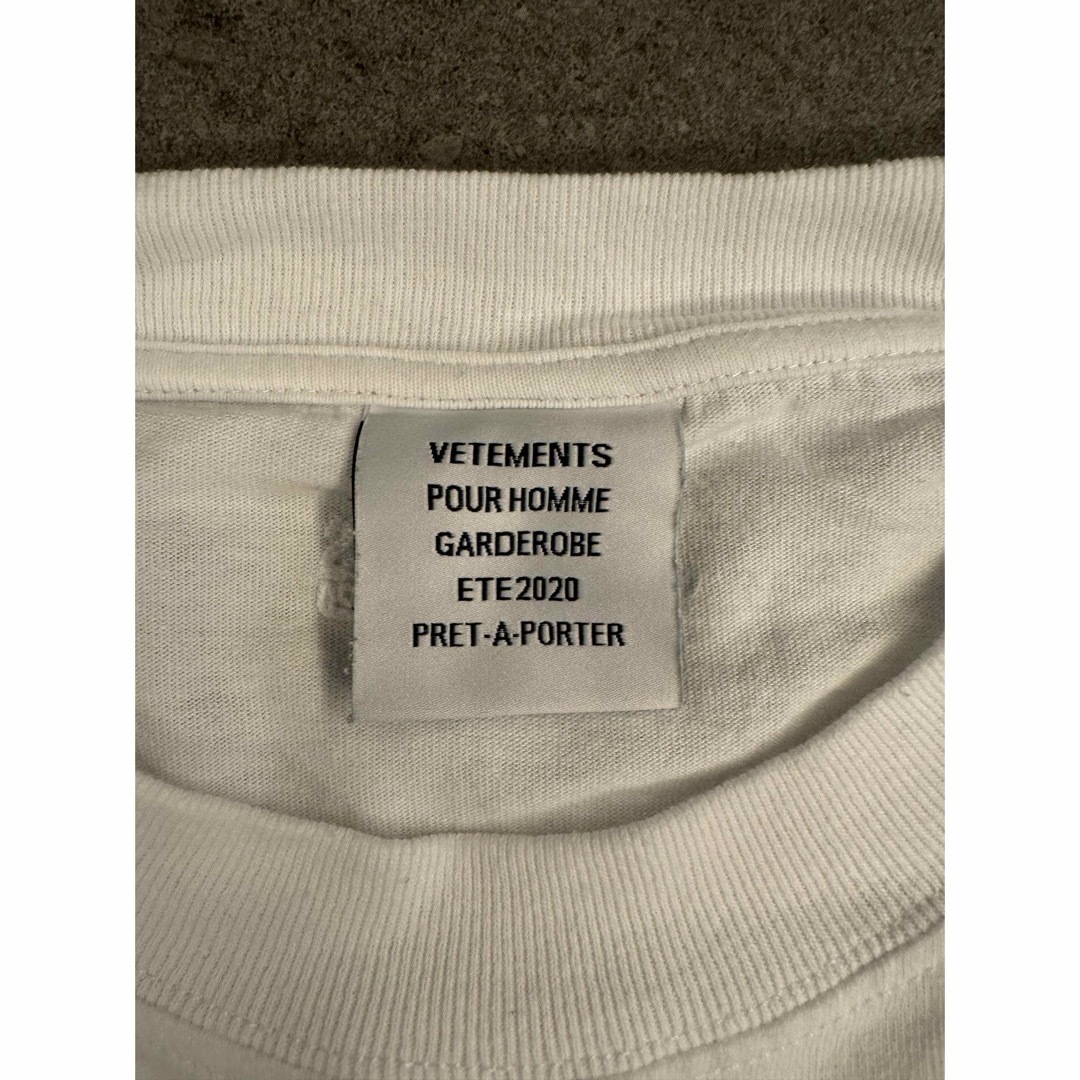 VETEMENTS
POUR HOMME
GARDEROBE
ETE2020
PRET-A-PORTER